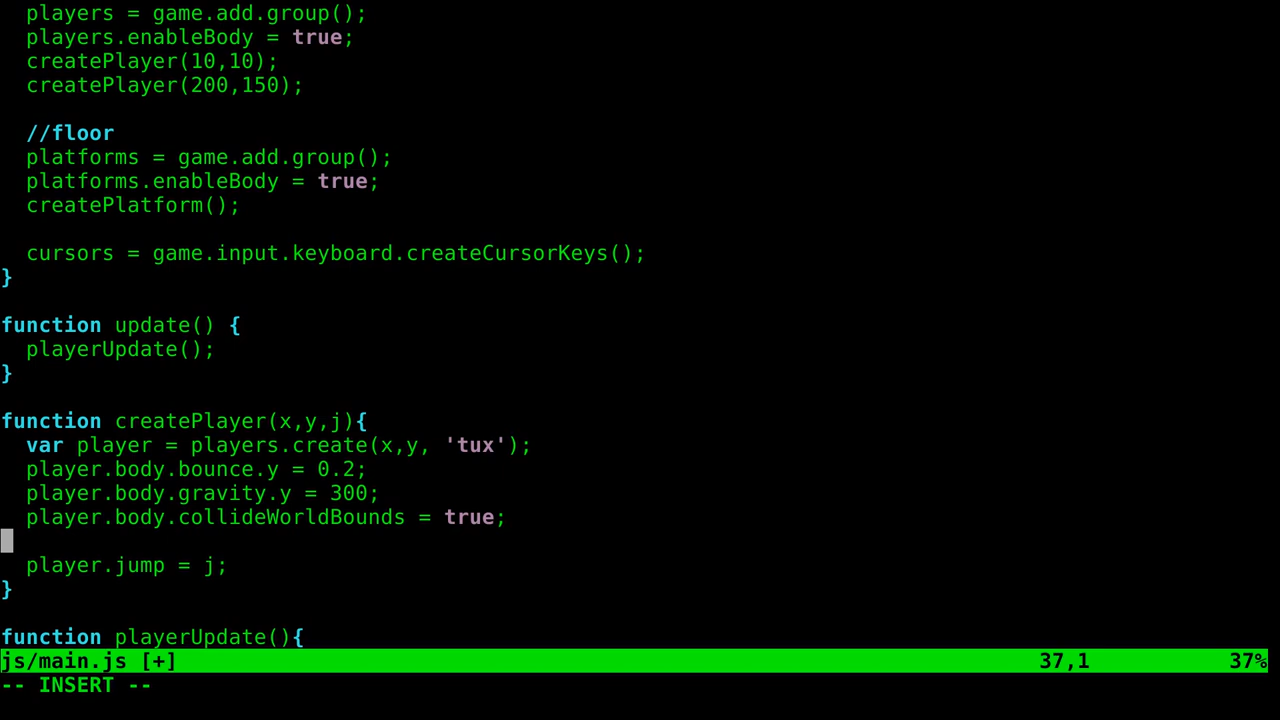 players = game.add.group();
players.enableBody = true;
createPlayer(10,10);
createPlayer(200,150);
//floor
platforms = game.add.group();
platforms.enableBody = true;
createPlatform();
cursors = game.input.keyboard.createCursorKeys();
}
function update() {
playerUpdate();
}
function createPlayer(x,y,j){
var player = players.create(x,y, 'tux');
player.body.bounce.y = 0.2;
player.body.gravity.y = 300;
player.body.collideWorldBounds = true;
player.jump = j;
}
function playerUpdate(){
js/main.js [+] 37,1 37%
-- INSERT --